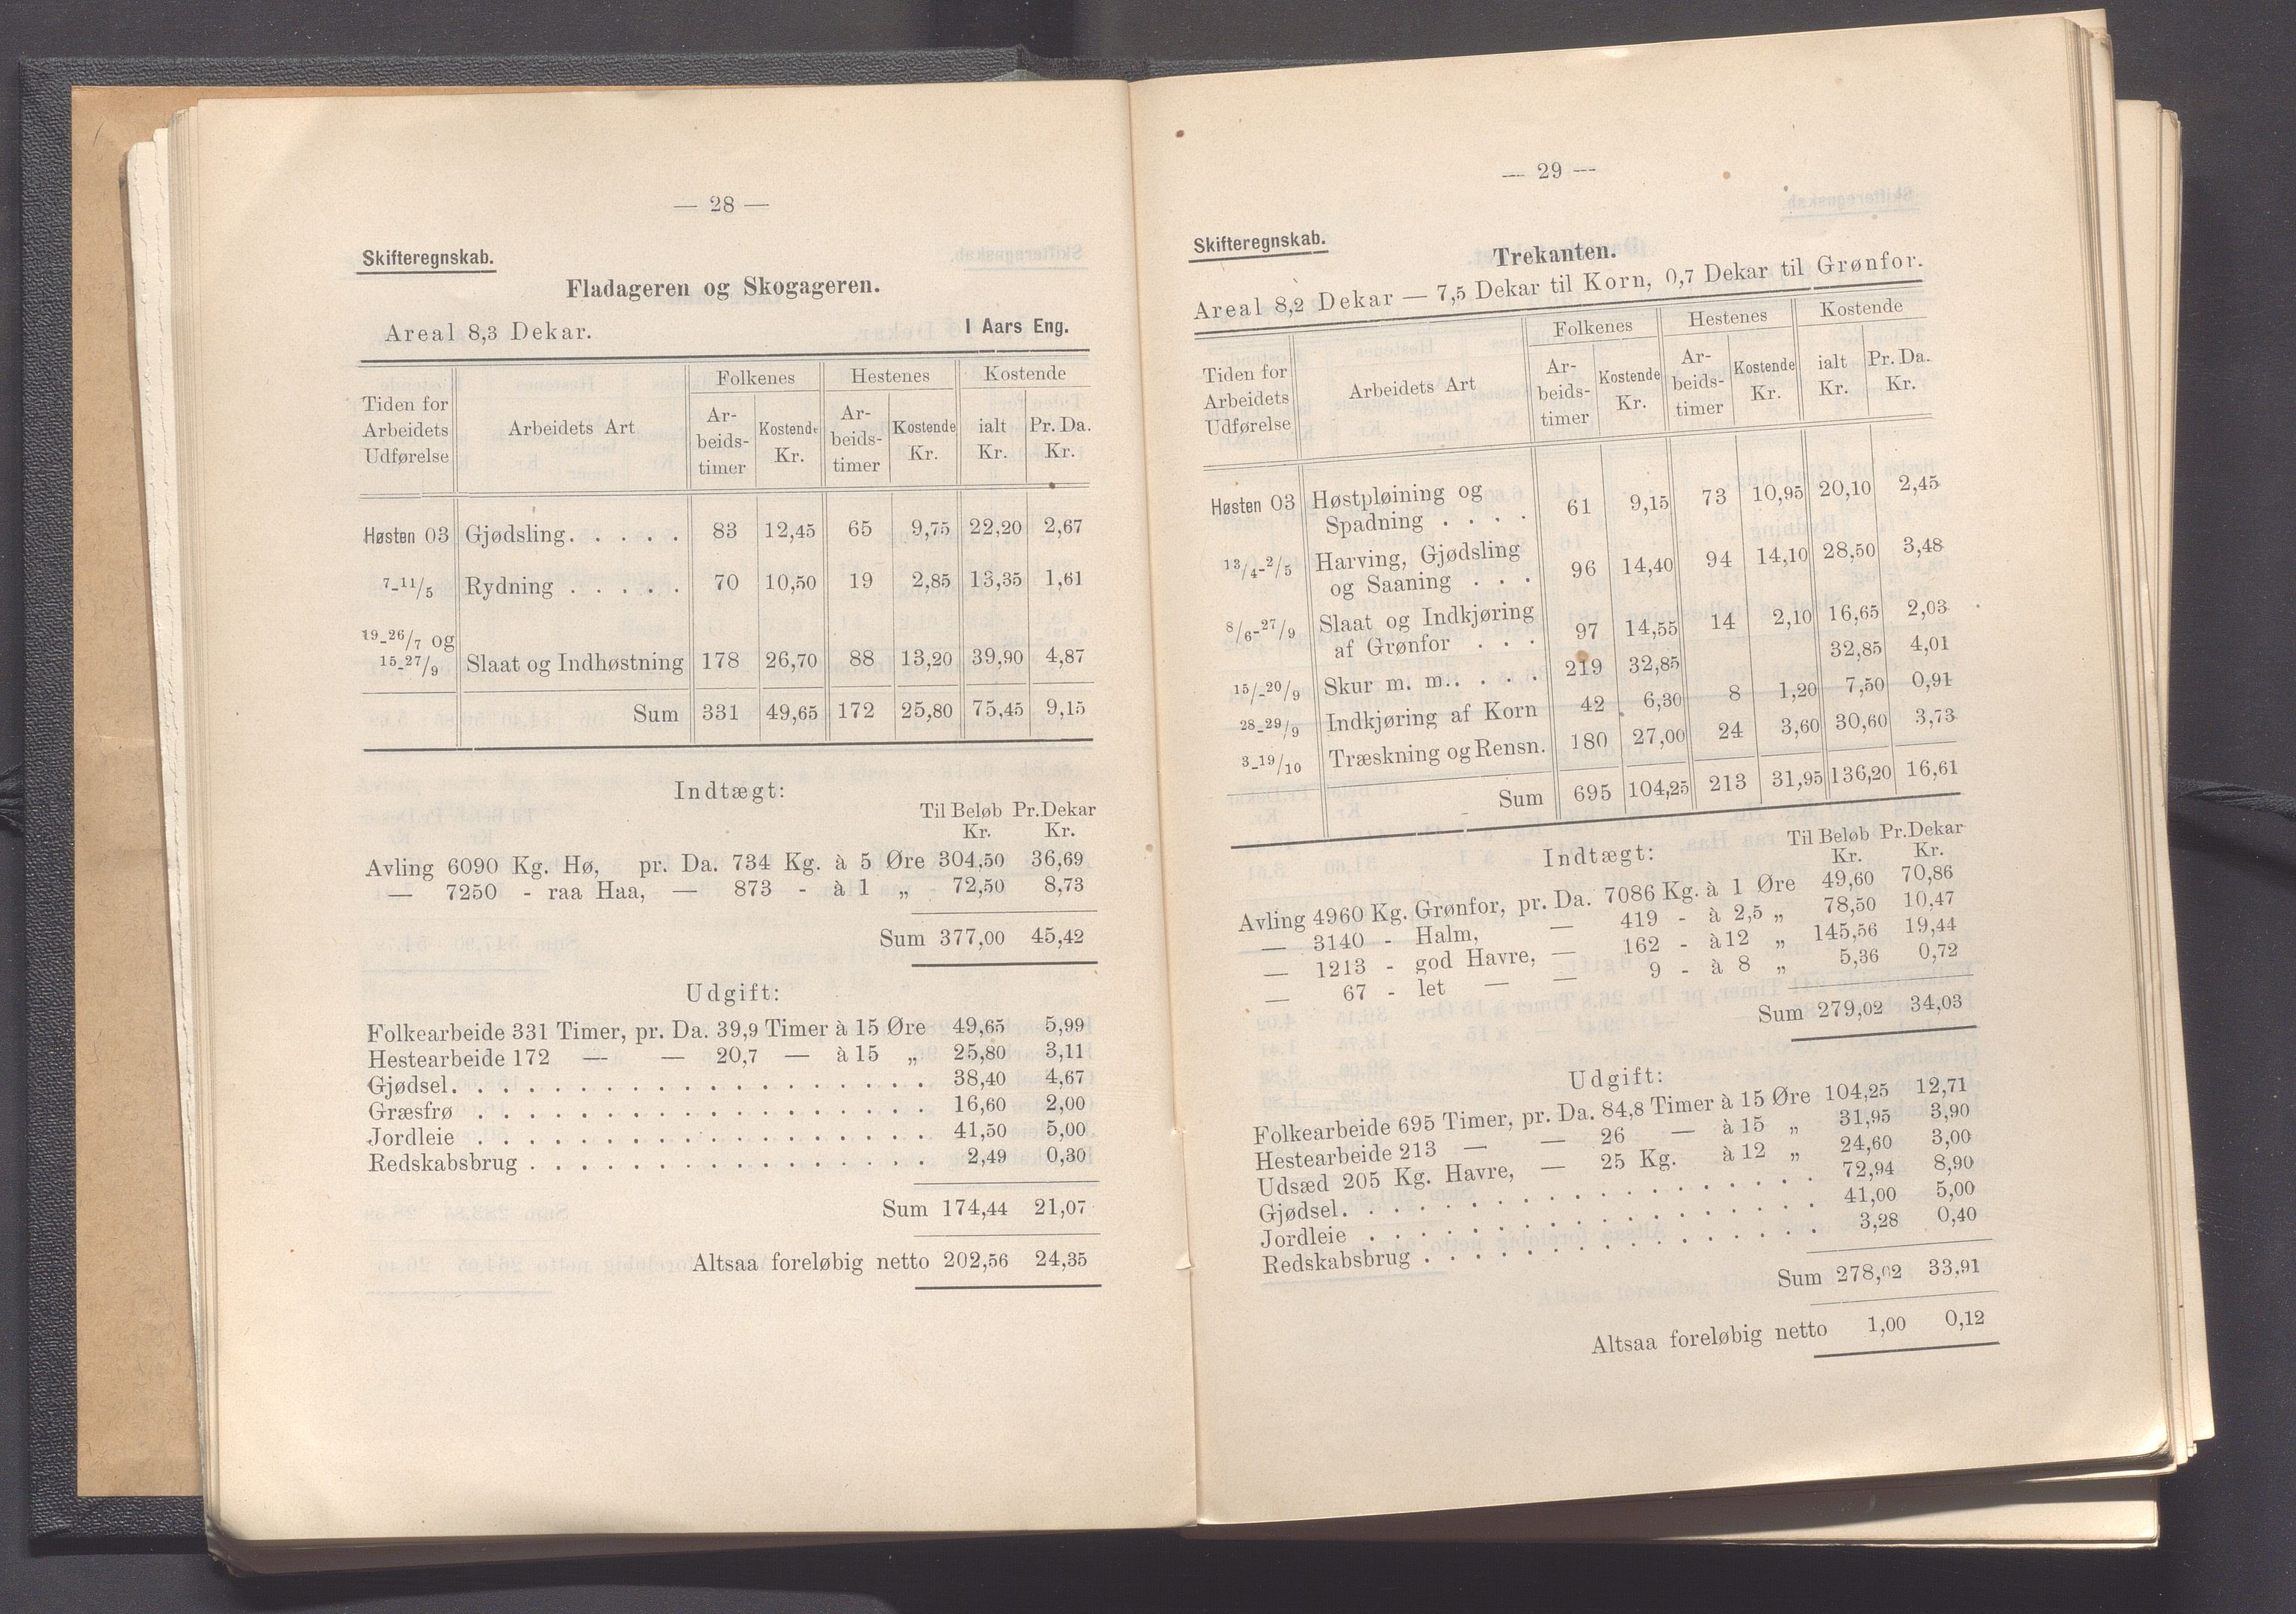 — 28 —
Skifteregnskab.
Fladageren og Skogageren.
Areal 8,3 Dekar. I Aars Eng.
Tiden for Arbeidets Udførelse | Arbeidets Art | Folkenes | Hestenes | Kostende
Ar-beids-timer | Kostende Kr. | Ar-beids-timer | Kostende Kr. | ialt Kr. | Pr. Da. Kr.
Høsten 03 | Gjødsling. . . . . | 83 | 12,45 | 65 | 9,75 | 22,20 | 2,67
7-11/5 | Rydning . . . . . | 70 | 10,50 | 19 | 2,85 | 13,35 | 1,61
19-26/7 og
15-27/9 | Slaat og Indhøstning | 178 | 26,70 | 88 | 13,20 | 39,90 | 4,87
Sum | 331 | 49,65 | 172 | 25,80 | 75,45 | 9,15
Indtægt:
Til Beløb Pr.Dekar
Kr. Kr.
Avling 6090 Kg. Hø, pr. Da. 734 Kg. à 5 Øre 304,50 36,69
— 7250 - raa Haa, — 873 - à 1 „ 72,50 8,73
Sum 377,00 45,42
Udgift:
Folkearbeide 331 Timer, pr. Da. 39,9 Timer à 15 Øre 49,65 5,99
Hestearbeide 172 — — 20,7 — à 15 „ 25,80 3,11
Gjødsel. . . . . . . . . . . . . . . . . . 38,40 4,67
Græsfrø . . . . . . . . . . . . . . . . . 16,60 2,00
Jordleie . . . . . . . . . . . . . . . . . 41,50 5,00
Redskabsbrug . . . . . . . . . . . . . . . 2,49 0,30
Sum 174,44 21,07
Altsaa foreløbig netto 202,56 24,35
— 29 —
Skifteregnskab.
Trekanten.
Areal 8,2 Dekar — 7,5 Dekar til Korn, 0,7 Dekar til Grønfor.
Tiden for Arbeidets Udførelse | Arbeidets Art | Folkenes | Hestenes | Kostende
Ar-beids-timer | Kostende Kr. | Ar-beids-timer | Kostende Kr. | ialt Kr. | Pr. Da. Kr.
Høsten 03 | Høstpløining og
Spadning . . . . | 61 | 9,15 | 73 | 10,95 | 20,10 | 2,45
13/4-2/5 | Harving, Gjødsling
og Saaning . . . | 96 | 14,40 | 94 | 14,10 | 28,50 | 3,48
8/6-27/9 | Slaat og Indkjøring
af Grønfor . . . | 97 | 14,55 | 14 | 2,10 | 16,65 | 2,03
15/-20/9 | Skur m. m.. . . . | 219 | 32,85 | | | 32,85 | 4,01
28-29/9 | Indkjøring af Korn | 42 | 6,30 | 8 | 1,20 | 7,50 | 0,91
3-19/10 | Træskning og Rensn. | 180 | 27,00 | 24 | 3,60 | 30,60 | 3,73
Sum | 695 | 104,25 | 213 | 31,95 | 136,20 | 16,61
Indtægt:
Til Beløb Pr.Dekar
Kr. Kr.
Avling 4960 Kg. Grønfor, pr. Da. 7086 Kg. à 1 Øre 49,60 70,86
— 3140 - Halm, — 419 - à 2,5 „ 78,50 10,47
— 1213 - god Havre, — 162 - à 12 „ 145,56 19,44
— 67 - let — — 9 - à 8 „ 5,36 0,72
Sum 279,02 34,03
Udgift:
Folkearbeide 695 Timer, pr. Da. 84,8 Timer à 15 Øre 104,25 12,71
Hestearbeide 213 — — 26 — à 15 „ 31,95 3,90
Udsæd 205 Kg. Havre, — 25 Kg. à 12 „ 24,60 3,00
Gjødsel. . . . . . . . . . . . . . . . . 72,94 8,90
Jordleie . . . . . . . . . . . . . . . . 41,00 5,00
Redskabsbrug . . . . . . . . . . . . . . 3,28 0,40
Sum 278,02 33,91
Altsaa foreløbig netto 1,00 0,12